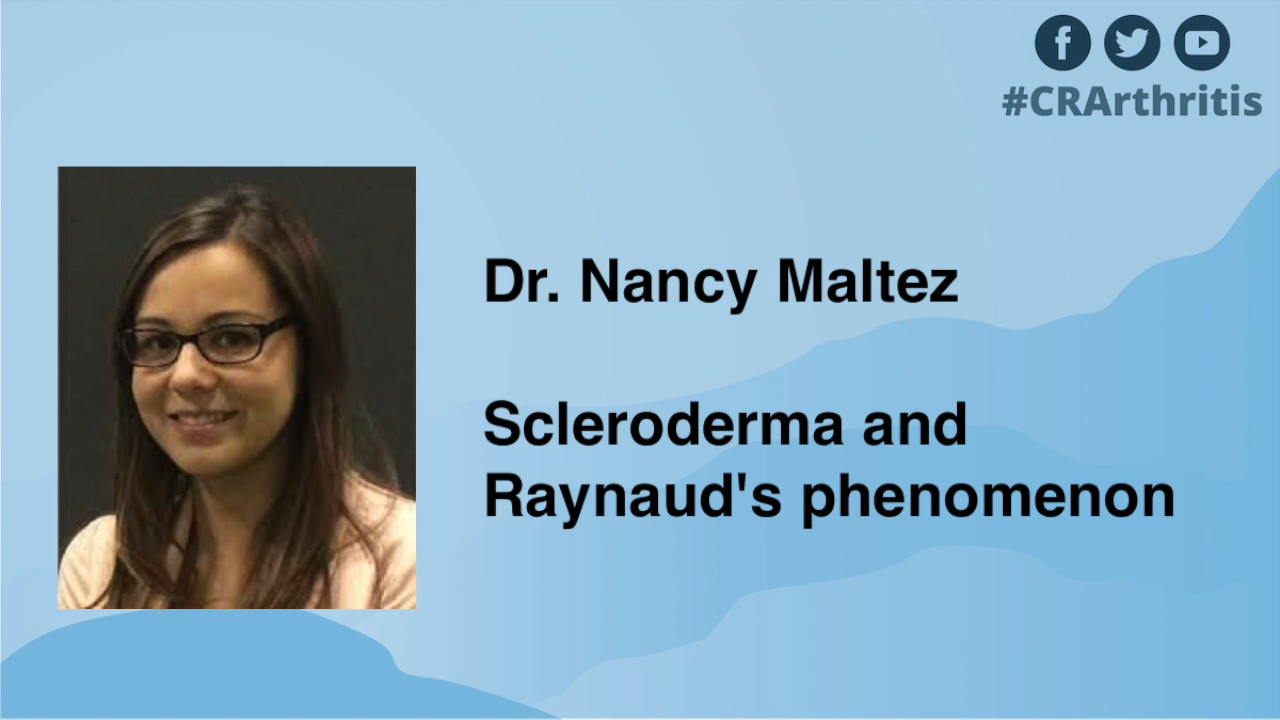 #CRArthritis
Dr. Nancy Maltez
Scleroderma and
Raynaud's phenomenon